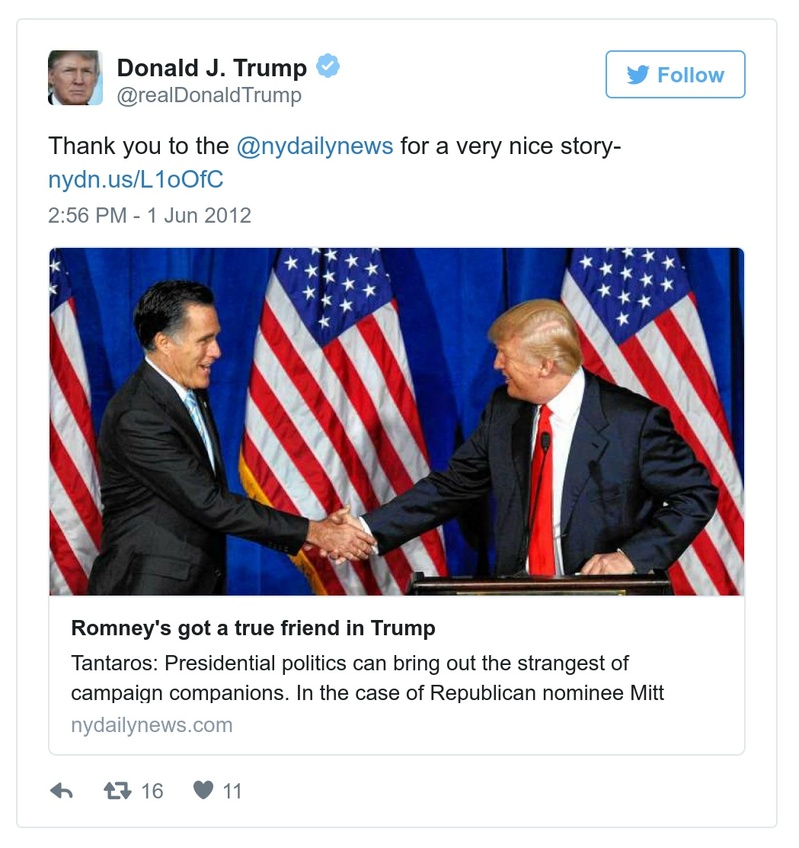 Donald J. Trump
@realDonaldTrump
Follow
Thank you to the @nydailynews for a very nice story-
nydn.us/L1oOfC
2:56 PM - 1 Jun 2012
Romney's got a true friend in Trump
Tantaros: Presidential politics can bring out the strangest of
campaign companions. In the case of Republican nominee Mitt
nydailynews.com
16
11